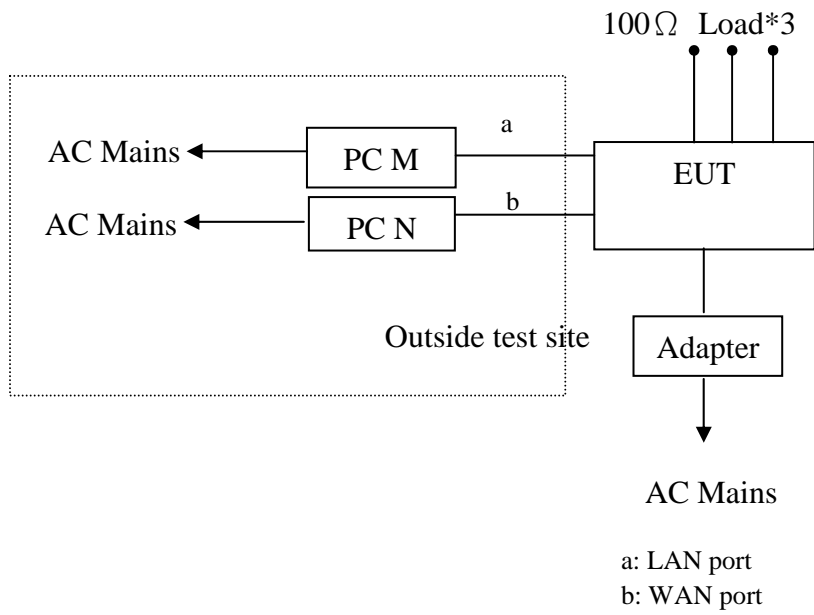 100Ω Load*3
a
AC Mains
PC M
EUT
b
AC Mains
PC N
Outside test site
Adapter
AC Mains
a: LAN port
b: WAN port